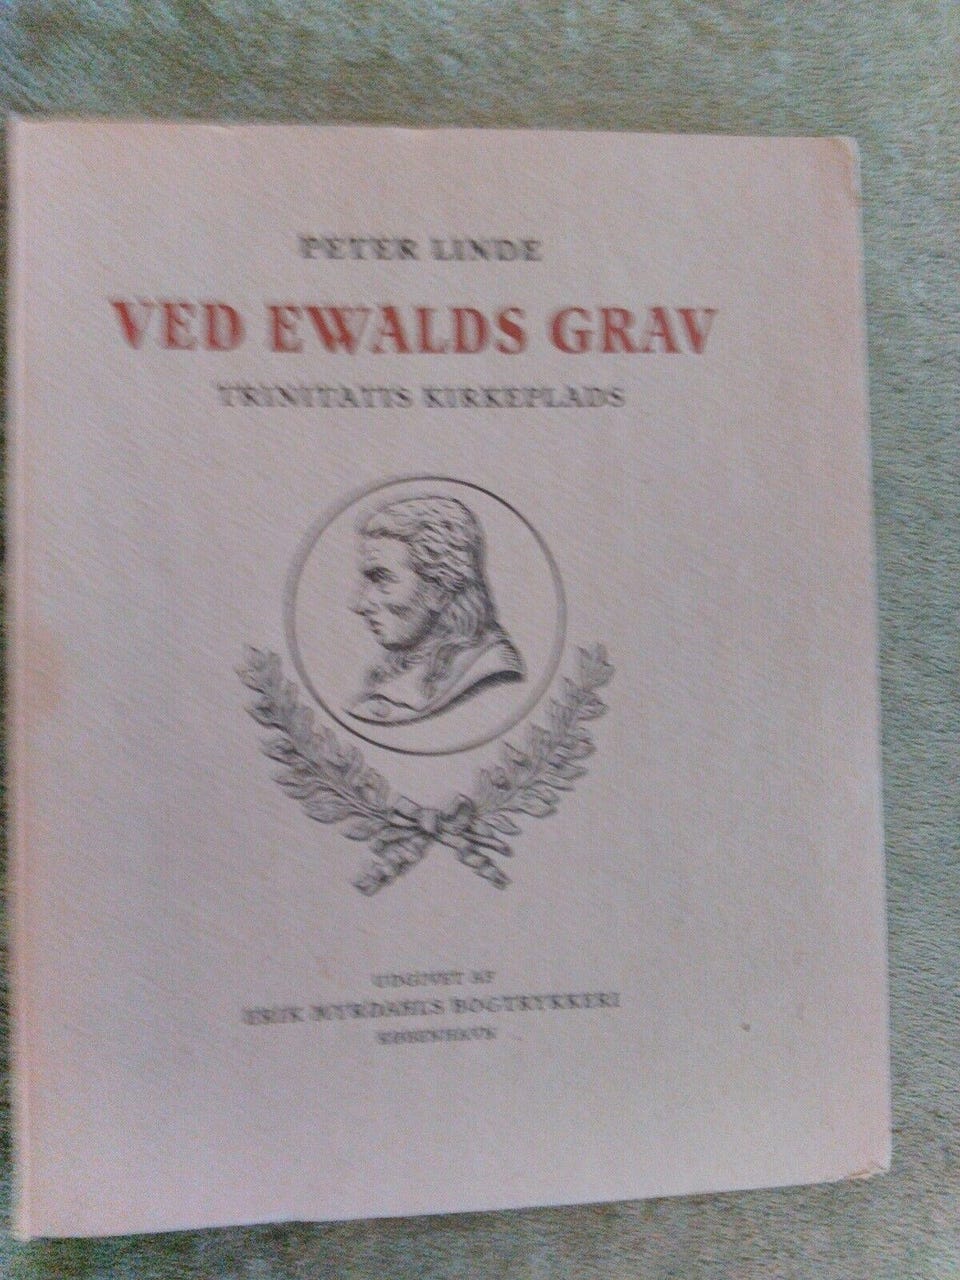 PETER LINDE
VED EWALDS GRAV
TRINITATIS KIRKEPLADS
UDGIVET AF
ERIK MYRDAHLS BOGTRYKKERI
KØBENHAVN